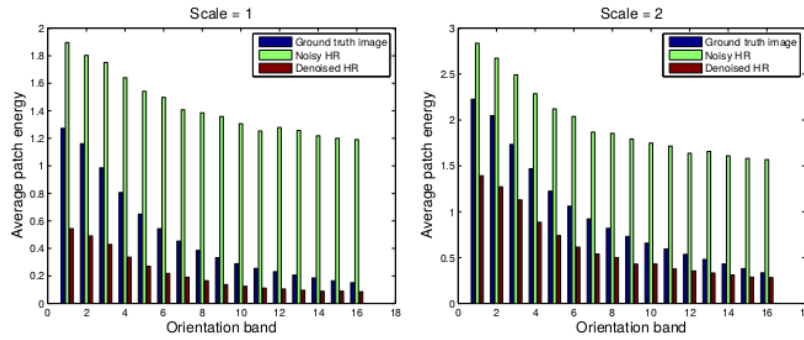 Scale = 1
Ground truth image
Noisy HR
Denoised HR
Average patch energy
2
1.8
1.6
1.4
1.2
1
0.8
0.6
0.4
0.2
0
0 2 4 6 8 10 12 14 16 18
Orientation band
Scale = 2
Ground truth image
Noisy HR
Denoised HR
Average patch energy
3
2.5
2
1.5
1
0.5
0
0 2 4 6 8 10 12 14 16
Orientation band